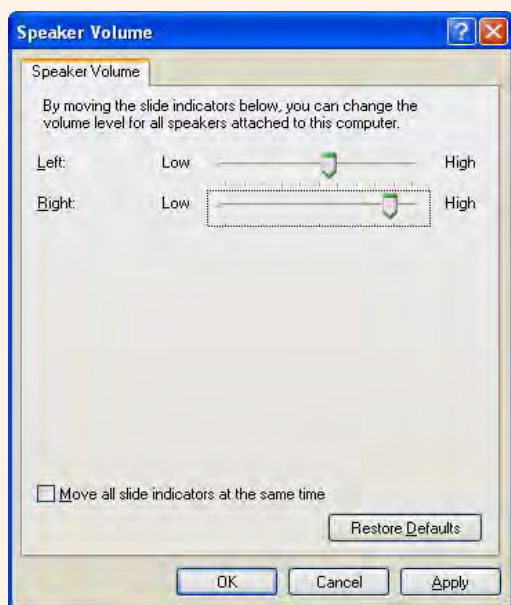 Speaker Volume
Speaker Volume
By moving the slide indicators below, you can change the
volume level for all speakers attached to this computer.
Left: Low High
Right: Low High
Move all slide indicators at the same time
Restore Defaults
OK Cancel Apply